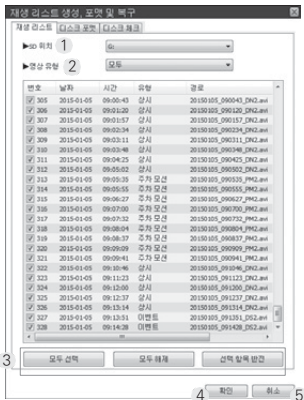 재생 리스트 생성, 포맷 및 복구
재생 리스트 디스크 포맷 디스크 체크
▶SD 위치 1 G:
▶영상 유형 2 모두
번호 날짜 시간 유형 경로
305 2015-01-05 09:00:43 상시 20150105_090043_DN2.avi
306 2015-01-05 09:01:20 상시 20150105_090120_DN2.avi
307 2015-01-05 09:01:57 상시 20150105_090157_DN2.avi
308 2015-01-05 09:02:34 상시 20150105_090234_DN2.avi
309 2015-01-05 09:03:11 상시 20150105_090311_DN2.avi
310 2015-01-05 09:03:48 상시 20150105_090348_DN2.avi
311 2015-01-05 09:04:25 상시 20150105_090425_DN2.avi
312 2015-01-05 09:05:02 상시 20150105_090502_DN2.avi
313 2015-01-05 09:05:35 주차 모션 20150105_090535_PM2.avi
314 2015-01-05 09:05:55 주차 모션 20150105_090555_PM2.avi
315 2015-01-05 09:06:27 주차 모션 20150105_090627_PM2.avi
316 2015-01-05 09:07:00 주차 모션 20150105_090700_PM2.avi
317 2015-01-05 09:07:32 주차 모션 20150105_090732_PM2.avi
318 2015-01-05 09:08:04 주차 모션 20150105_090804_PM2.avi
319 2015-01-05 09:08:37 주차 모션 20150105_090837_PM2.avi
320 2015-01-05 09:09:09 주차 모션 20150105_090909_PM2.avi
321 2015-01-05 09:09:41 주차 모션 20150105_090941_PM2.avi
322 2015-01-05 09:10:46 상시 20150105_091046_DN2.avi
323 2015-01-05 09:11:23 상시 20150105_091123_DN2.avi
324 2015-01-05 09:12:00 상시 20150105_091200_DN2.avi
325 2015-01-05 09:12:37 상시 20150105_091237_DN2.avi
326 2015-01-05 09:13:14 상시 20150105_091314_DN2.avi
327 2015-01-05 09:13:51 이벤트 20150105_091351_DS2.avi
328 2015-01-05 09:14:28 이벤트 20150105_091428_DS2.avi
3 모두 선택 모두 해제 선택 항목 반전
4 확인 취소 5